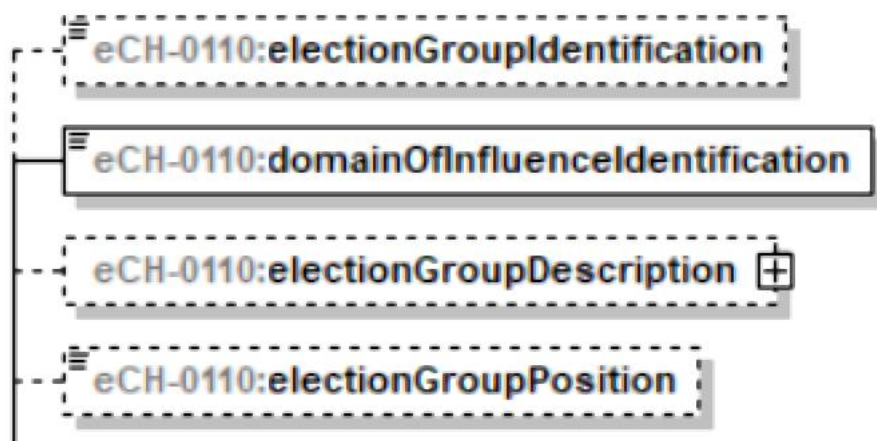 eCH-0110:electionGroupIdentification
eCH-0110:domainOfInfluenceIdentification
eCH-0110:electionGroupDescription
eCH-0110:electionGroupPosition